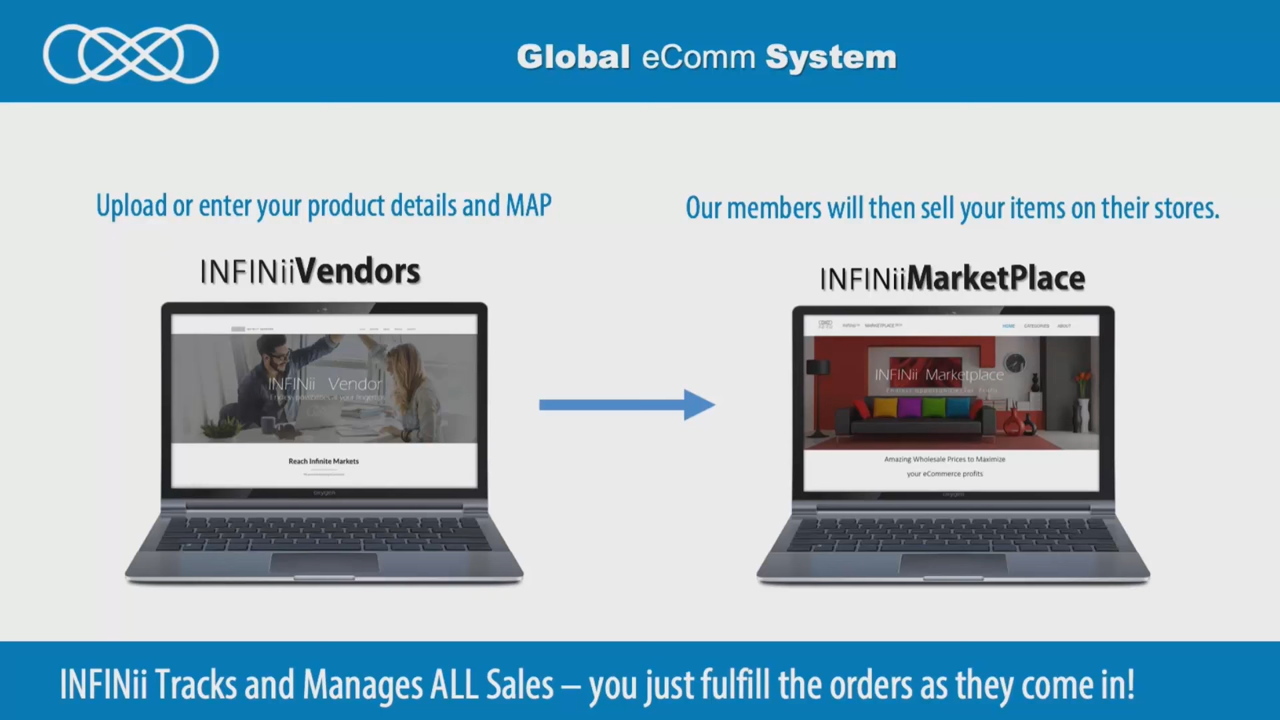 Global eComm System
Upload or enter your product details and MAP
Our members will then sell your items on their stores.
INFINiiVendors
INFINiiMarketPlace
HOME CATEGORIES ABOUT
INFINii Vendor
INFINii Marketplace
Reach Infinite Markets
Amazing Wholesale Prices to Maximize
your eCommerce profits
INFINii Tracks and Manages ALL Sales – you just fulfill the orders as they come in!